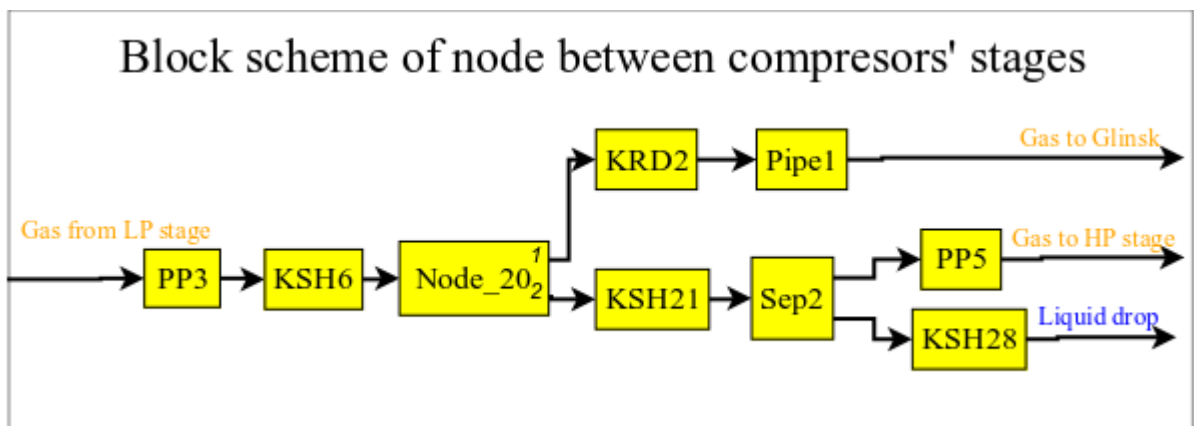 Block scheme of node between compresors' stages
Gas to Glinsk
KRD2
Pipe1
Gas from LP stage
Gas to HP stage
PP3
KSH6
Node_20
1
2
KSH21
Sep2
PP5
Liquid drop
KSH28